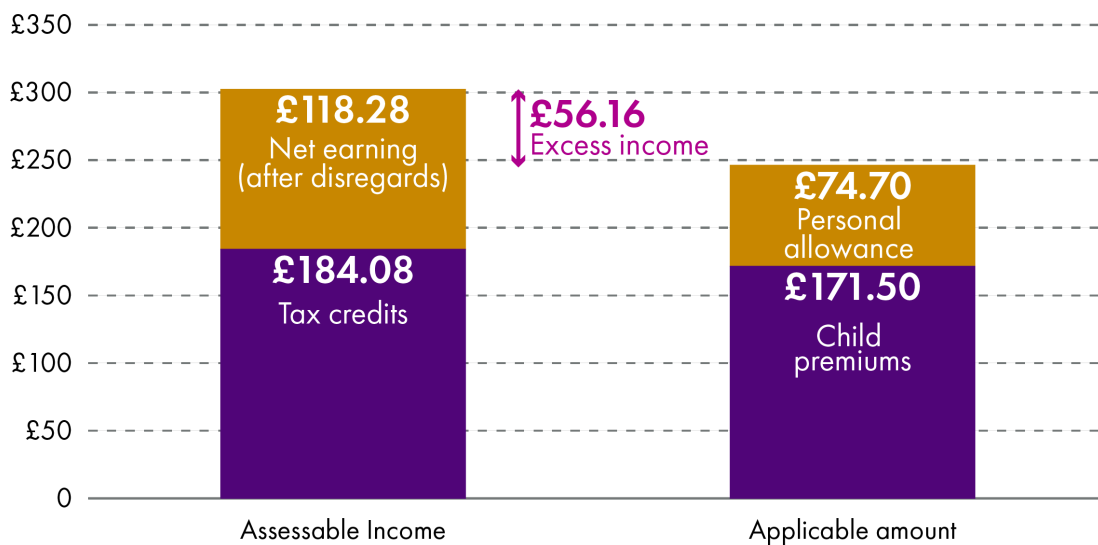 £350
£300
£250
£200
£150
£100
£50
0
£118.28
Net earning
(after disregards)
£184.08
Tax credits
£56.16
Excess income
£74.70
Personal
allowance
£171.50
Child
premiums
Assessable Income
Applicable amount